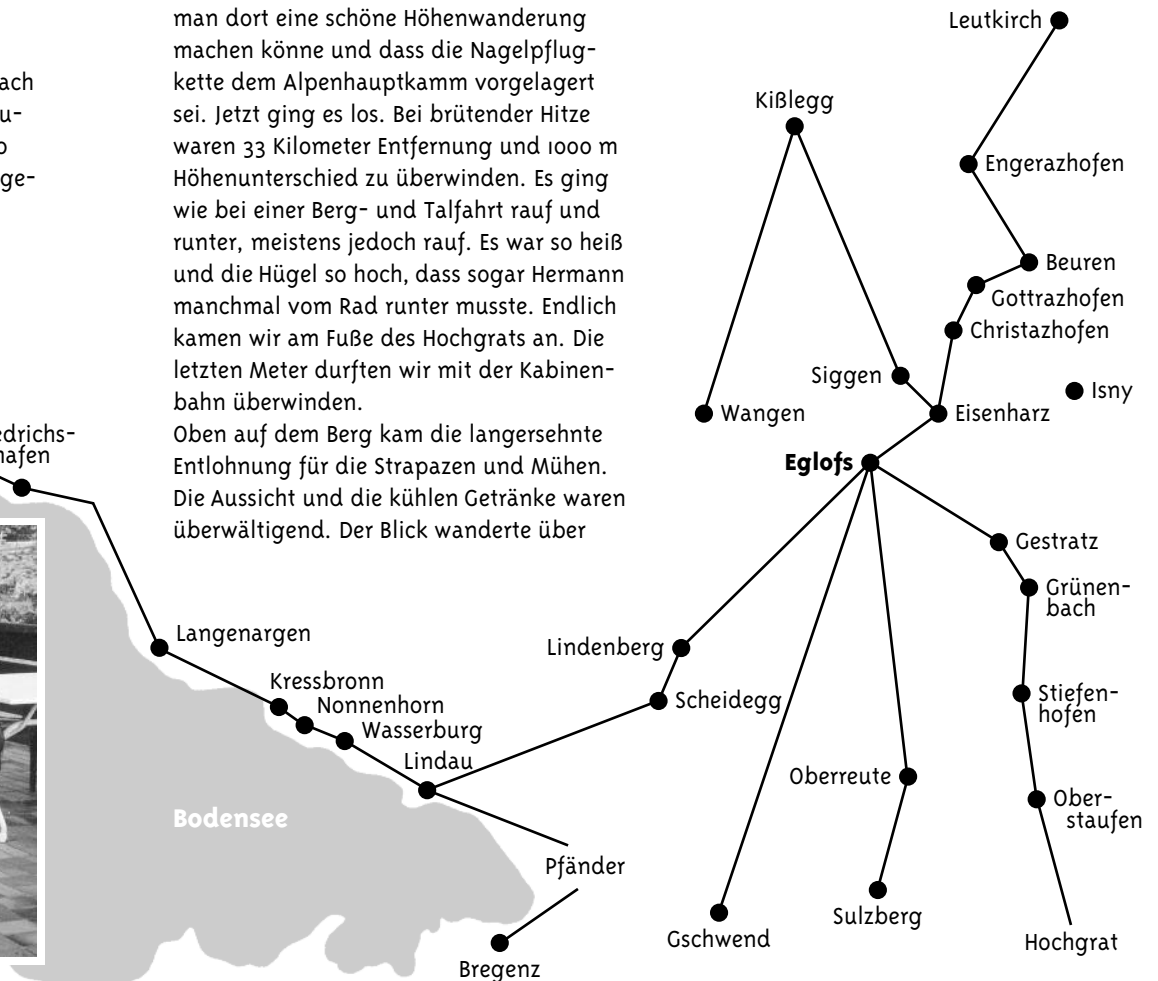 ach
u-
o
ge-
man dort eine schöne Höhenwanderung
machen könne und dass die Nagelpflug-
kette dem Alpenhauptkamm vorgelagert
sei. Jetzt ging es los. Bei brütender Hitze
waren 33 Kilometer Entfernung und 1000 m
Höhenunterschied zu überwinden. Es ging
wie bei einer Berg- und Talfahrt rauf und
runter, meistens jedoch rauf. Es war so heiß
und die Hügel so hoch, dass sogar Hermann
manchmal vom Rad runter musste. Endlich
kamen wir am Fuße des Hochgrats an. Die
letzten Meter durften wir mit der Kabinen-
bahn überwinden.
Oben auf dem Berg kam die langersehnte
Entlohnung für die Strapazen und Mühen.
Die Aussicht und die kühlen Getränke waren
überwältigend. Der Blick wanderte über
Leutkirch
Kißlegg
Engerazhofen
Beuren
Gottrazhofen
Christazhofen
Siggen
Isny
Wangen
Eisenharz
Eglofs
edrichs-
hafen
Gestratz
Grünen-
bach
Langenargen
Lindenberg
Kressbronn
Scheidegg
Stiefen-
hofen
Nonnenhorn
Wasserburg
Lindau
Oberreute
Ober-
staufen
Bodensee
Pfänder
Sulzberg
Gschwend
Hochgrat
Bregenz